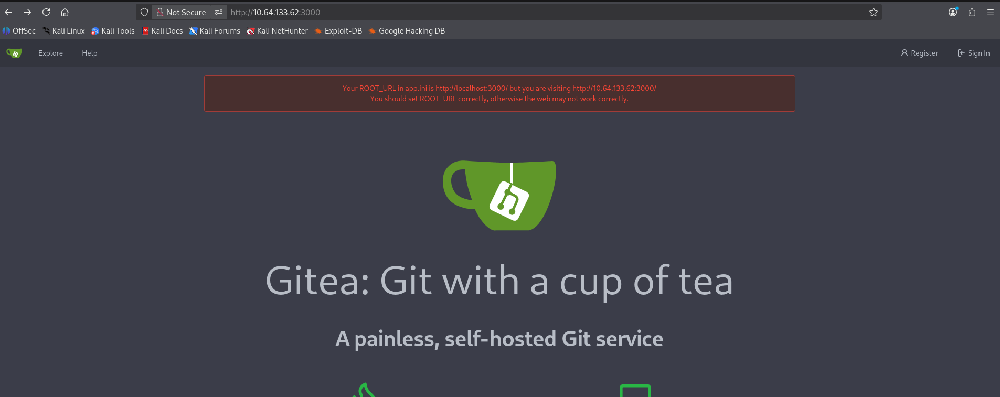 Not Secure http://10.64.133.62:3000
OffSec Kali Linux Kali Tools Kali Docs Kali Forums Kali NetHunter Exploit-DB Google Hacking DB
Explore Help Register Sign In
Your ROOT_URL in app.ini is http://localhost:3000/ but you are visiting http://10.64.133.62:3000/
You should set ROOT_URL correctly, otherwise the web may not work correctly.
Gitea: Git with a cup of tea
A painless, self-hosted Git service